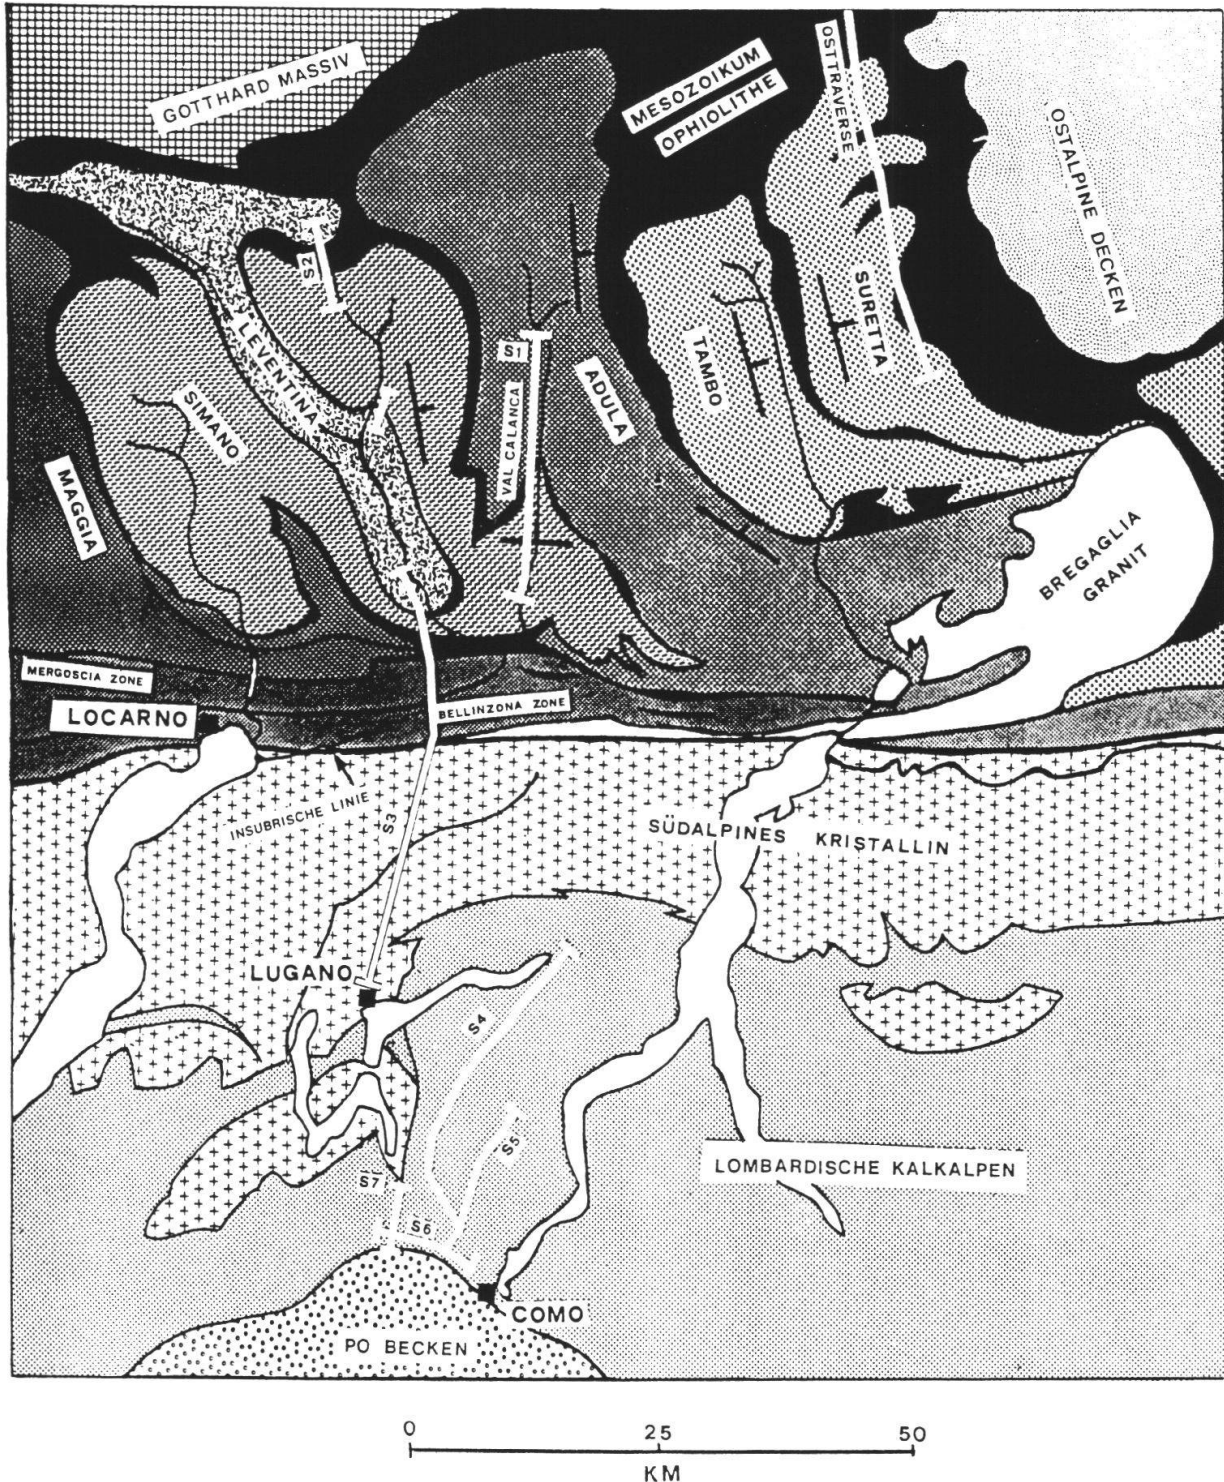 GOTTHARD MASSIV
MESOZOIKUM
OPHIOLITHE
OSTTRAVERSE
OSTALPINE DECKEN
S2
LEVENTINA
SIMANO
MAGGIA
S1
VAL CALANCA
ADULA
TAMBO
SURETTA
BREGAGLIA
GRANIT
MERGOSCIA ZONE
LOCARNO
BELLINZONA ZONE
INSUBRISCHE LINIE
S3
SÜDALPINES KRISTALLIN
LUGANO
S4
S5
S7
S6
LOMBARDISCHE KALKALPEN
COMO
PO BECKEN
0 25 50
KM